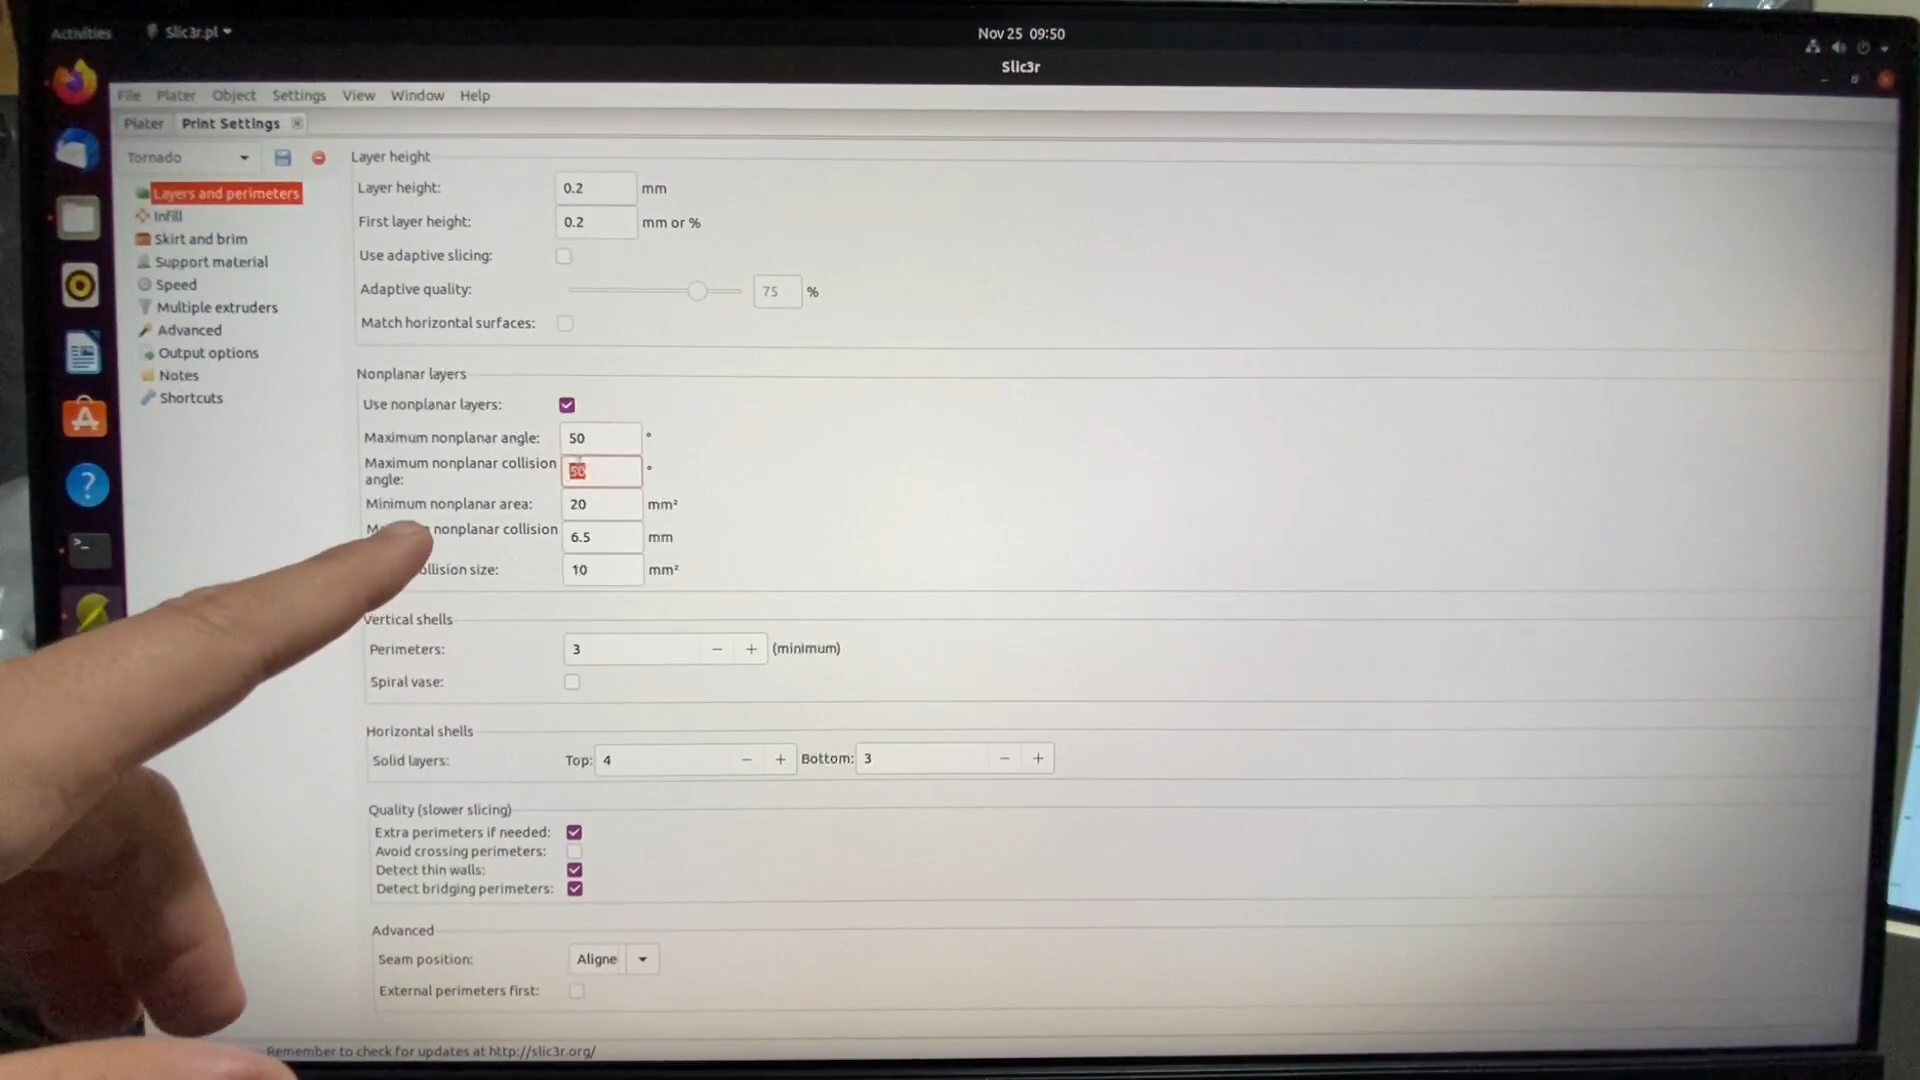 Activities
Slic3r.pl
Nov 25 09:50
Slic3r
File Plater Object Settings View Window Help
Plater Print Settings
Tornado
Layers and perimeters
Infill
Skirt and brim
Support material
Speed
Multiple extruders
Advanced
Output options
Notes
Shortcuts
Layer height
Layer height: 0.2 mm
First layer height: 0.2 mm or %
Use adaptive slicing:
Adaptive quality: 75 %
Match horizontal surfaces:
Nonplanar layers
Use nonplanar layers:
Maximum nonplanar angle: 50 °
Maximum nonplanar collision
angle: 50 °
Minimum nonplanar area: 20 mm²
nonplanar collision
6.5 mm
size: 10 mm²
Vertical shells
Perimeters: 3 - + (minimum)
Spiral vase:
Horizontal shells
Solid layers: Top: 4 - + Bottom: 3 - +
Quality (slower slicing)
Extra perimeters if needed:
Avoid crossing perimeters:
Detect thin walls:
Detect bridging perimeters:
Advanced
Seam position: Aligne
External perimeters first:
Remember to check for updates at http://slic3r.org/